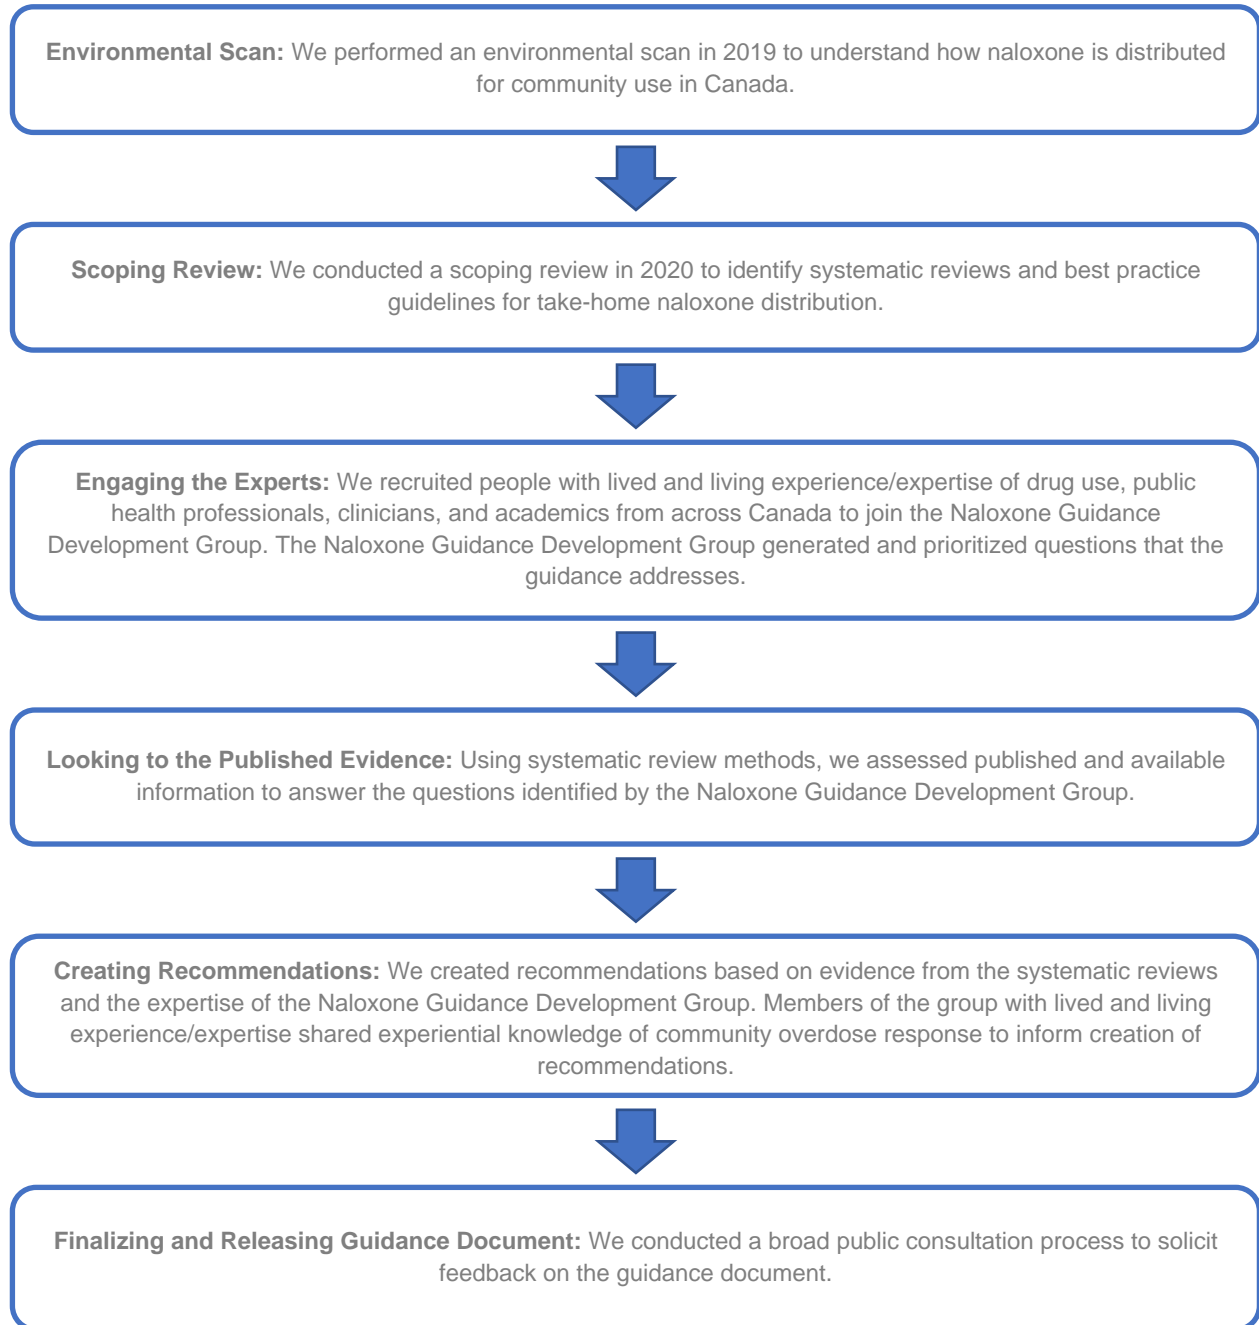 Environmental Scan: We performed an environmental scan in 2019 to understand how naloxone is distributed
for community use in Canada.
Scoping Review: We conducted a scoping review in 2020 to identify systematic reviews and best practice
guidelines for take-home naloxone distribution.
Engaging the Experts: We recruited people with lived and living experience/expertise of drug use, public
health professionals, clinicians, and academics from across Canada to join the Naloxone Guidance
Development Group. The Naloxone Guidance Development Group generated and prioritized questions that the
guidance addresses.
Looking to the Published Evidence: Using systematic review methods, we assessed published and available
information to answer the questions identified by the Naloxone Guidance Development Group.
Creating Recommendations: We created recommendations based on evidence from the systematic reviews
and the expertise of the Naloxone Guidance Development Group. Members of the group with lived and living
experience/expertise shared experiential knowledge of community overdose response to inform creation of
recommendations.
Finalizing and Releasing Guidance Document: We conducted a broad public consultation process to solicit
feedback on the guidance document.